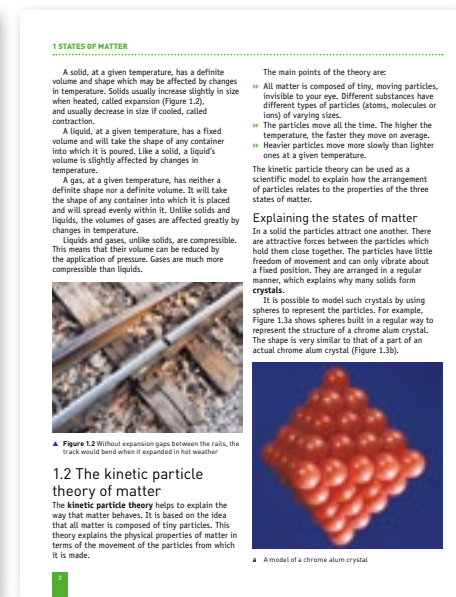 1 STATES OF MATTER
A solid, at a given temperature, has a definite
volume and shape which may be affected by changes
in temperature. Solids usually increase slightly in size
when heated, called expansion (Figure 1.2),
and usually decrease in size if cooled, called
contraction.
A liquid, at a given temperature, has a fixed
volume and will take the shape of any container
into which it is poured. Like a solid, a liquid's
volume is slightly affected by changes in
temperature.
A gas, at a given temperature, has neither a
definite shape nor a definite volume. It will take
the shape of any container into which it is placed
and will spread evenly within it. Unlike solids and
liquids, the volumes of gases are affected greatly by
changes in temperature.
Liquids and gases, unlike solids, are compressible.
This means that their volume can be reduced by
the application of pressure. Gases are much more
compressible than liquids.
▲ Figure 1.2 Without expansion gaps between the rails, the
track would bend when it expanded in hot weather
1.2 The kinetic particle
theory of matter
The kinetic particle theory helps to explain the
way that matter behaves. It is based on the idea
that all matter is composed of tiny particles. This
theory explains the physical properties of matter in
terms of the movement of the particles from which
it is made.
The main points of the theory are:
» All matter is composed of tiny, moving particles,
invisible to your eye. Different substances have
different types of particles (atoms, molecules or
ions) of varying sizes.
» The particles move all the time. The higher the
temperature, the faster they move on average.
» Heavier particles move more slowly than lighter
ones at a given temperature.
The kinetic particle theory can be used as a
scientific model to explain how the arrangement
of particles relates to the properties of the three
states of matter.
Explaining the states of matter
In a solid the particles attract one another. There
are attractive forces between the particles which
hold them close together. The particles have little
freedom of movement and can only vibrate about
a fixed position. They are arranged in a regular
manner, which explains why many solids form
crystals.
It is possible to model such crystals by using
spheres to represent the particles. For example,
Figure 1.3a shows spheres built in a regular way to
represent the structure of a chrome alum crystal.
The shape is very similar to that of a part of an
actual chrome alum crystal (Figure 1.3b).
a A model of a chrome alum crystal
2